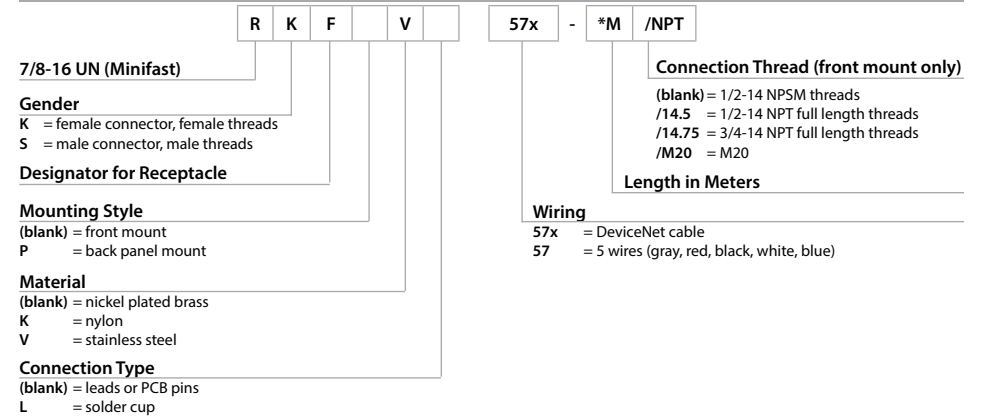 R K F V 57x - *M /NPT
7/8-16 UN (Minifast)
Gender
K = female connector, female threads
S = male connector, male threads
Designator for Receptacle
Mounting Style
(blank) = front mount
P = back panel mount
Material
(blank) = nickel plated brass
K = nylon
V = stainless steel
Connection Type
(blank) = leads or PCB pins
L = solder cup
Connection Thread (front mount only)
(blank) = 1/2-14 NPSM threads
/14.5 = 1/2-14 NPT full length threads
/14.75 = 3/4-14 NPT full length threads
/M20 = M20
Length in Meters
Wiring
57x = DeviceNet cable
57 = 5 wires (gray, red, black, white, blue)